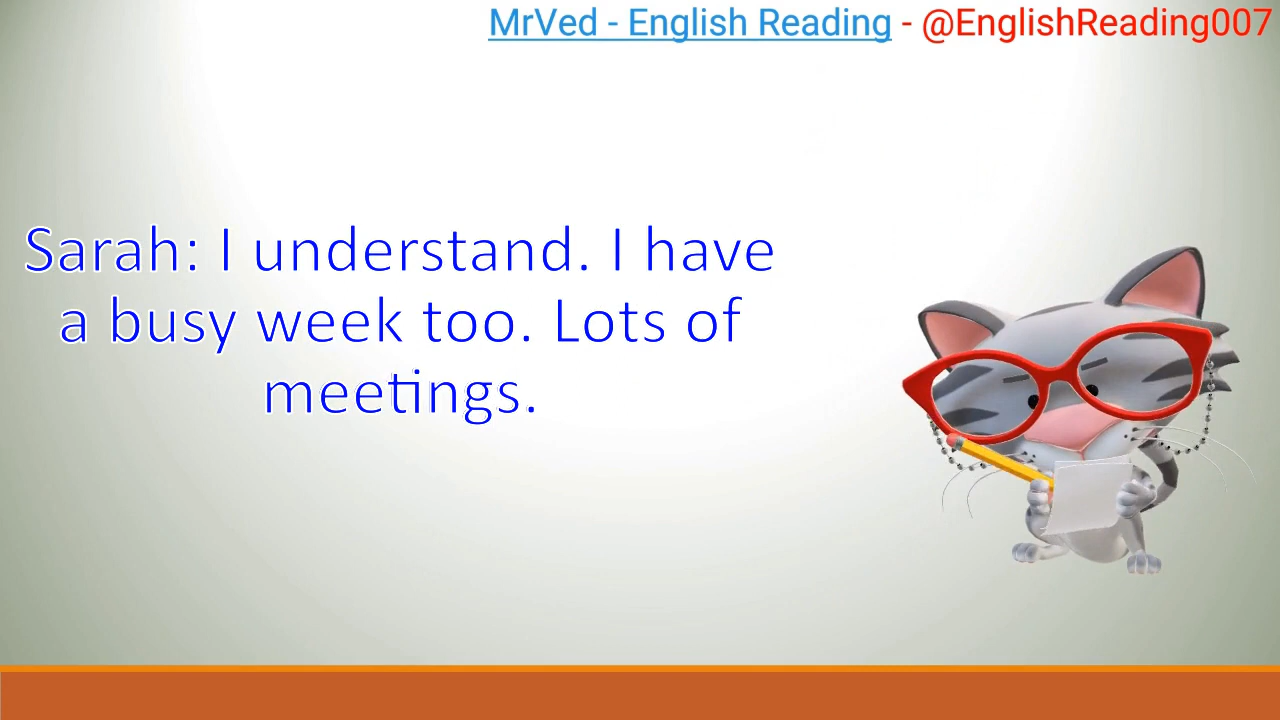 MrVed - English Reading - @EnglishReading007
Sarah: I understand. I have
a busy week too. Lots of
meetings.